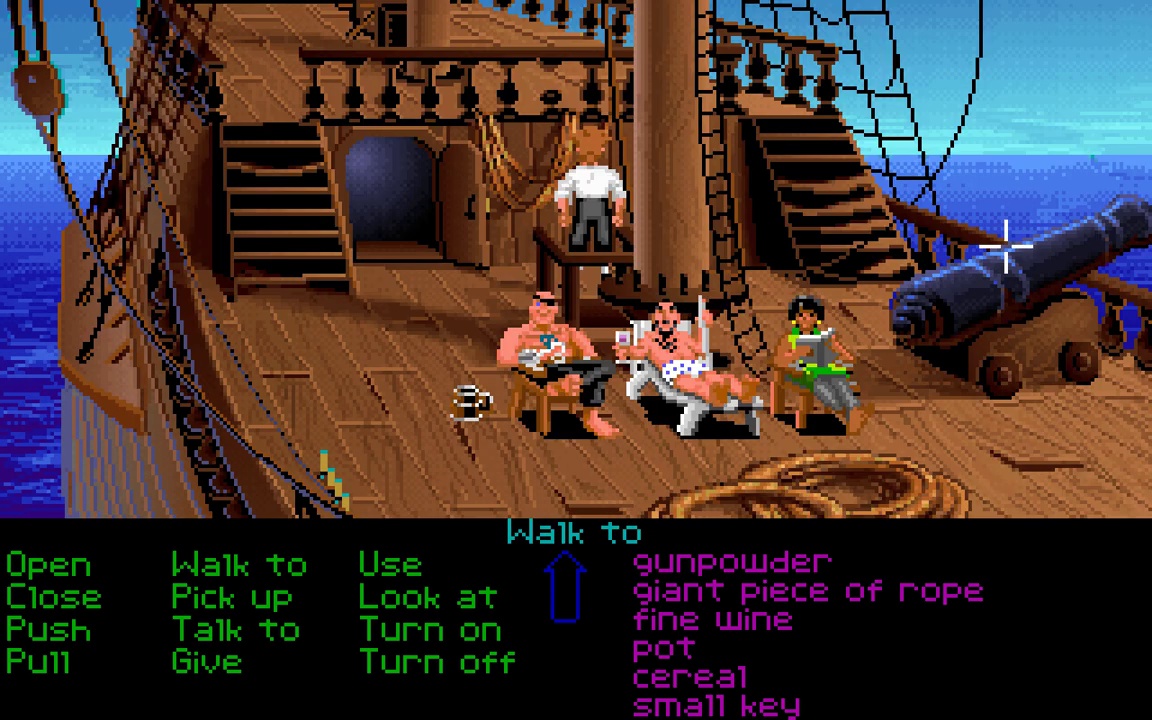 Walk to
Open Walk to Use
Close Pick up Look at
Push Talk to Turn on
Pull Give Turn off
gunpowder
giant piece of rope
fine wine
pot
cereal
small key